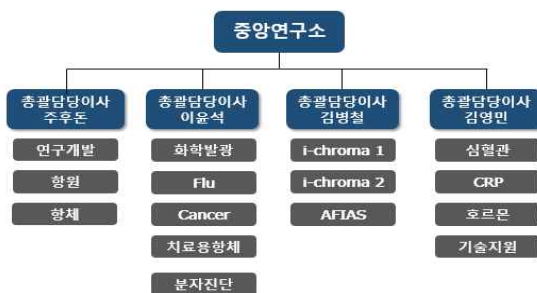 중앙연구소
총괄담당이사
주후돈
연구개발
항원
항체
총괄담당이사
이윤석
화학발광
Flu
Cancer
치료용항체
분자진단
총괄담당이사
김병철
i-chroma 1
i-chroma 2
AFIAS
총괄담당이사
김영민
심혈관
CRP
호르몬
기술지원